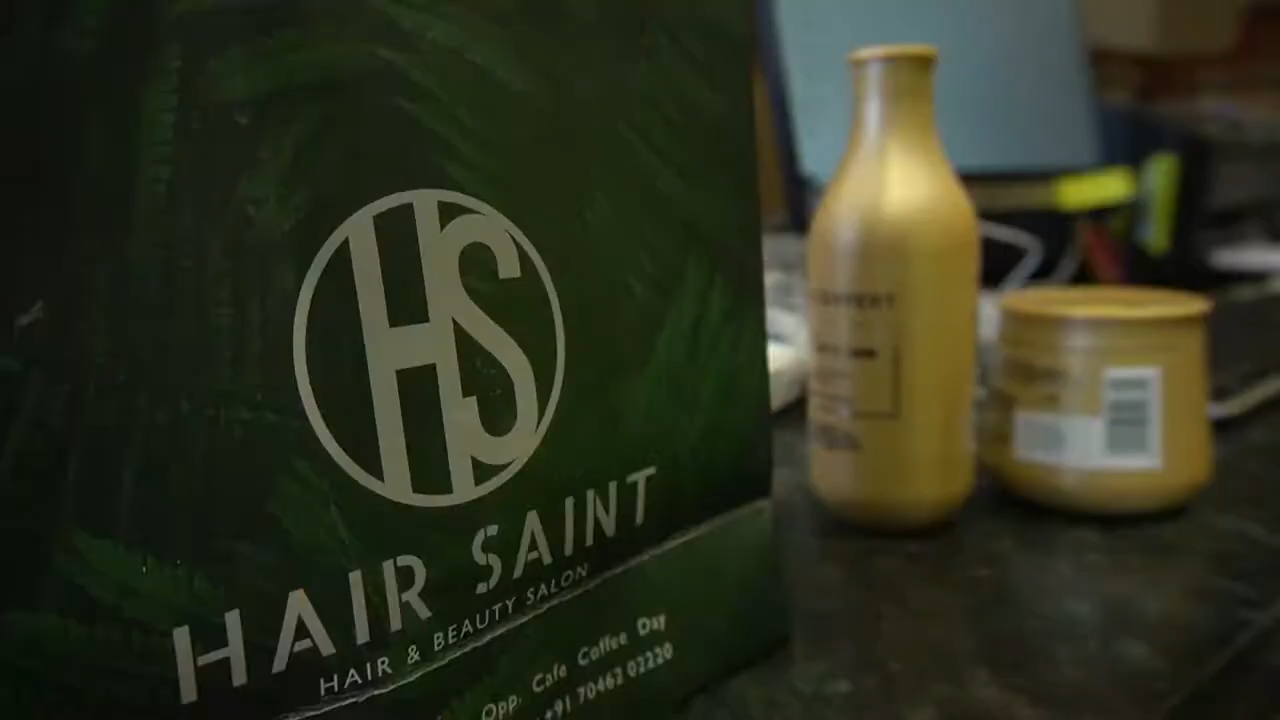 HS
HAIR SAINT
HAIR & BEAUTY SALON
Opp. Cafe Coffee Day
+91 70462 02220